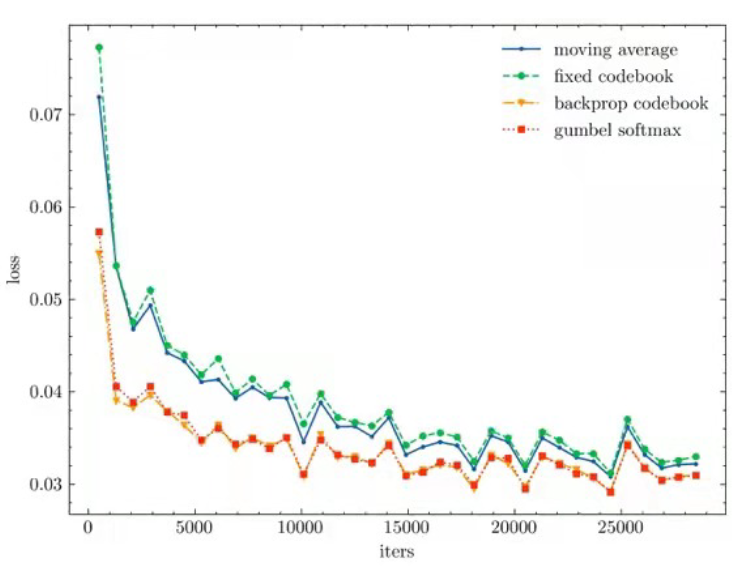 moving average
fixed codebook
backprop codebook
gumbel softmax
0.07
0.06
0.05
0.04
0.03
loss
0 5000 10000 15000 20000 25000
iters